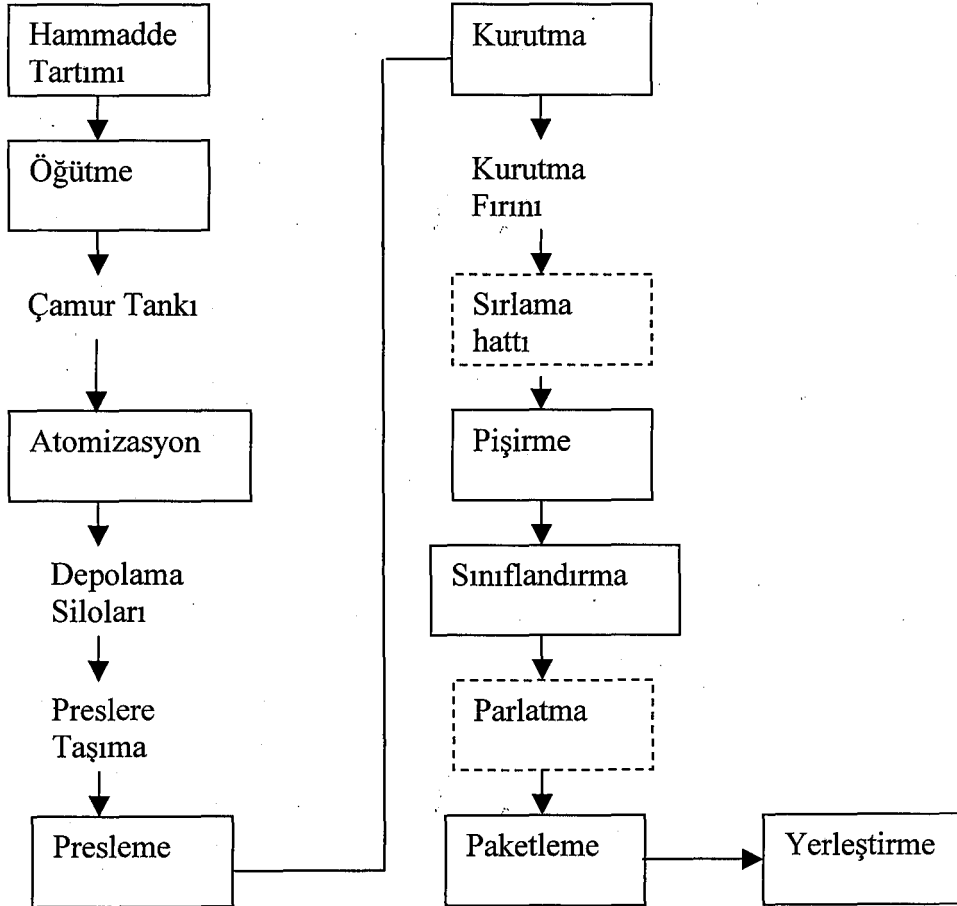 Hammadde
Tartımı
Öğütme
Çamur Tankı
Atomizasyon
Depolama
Siloları
Preslere
Taşıma
Presleme
Kurutma
Kurutma
Fırını
Sırlama
hattı
Pişirme
Sınıflandırma
Parlatma
Paketleme
Yerleştirme